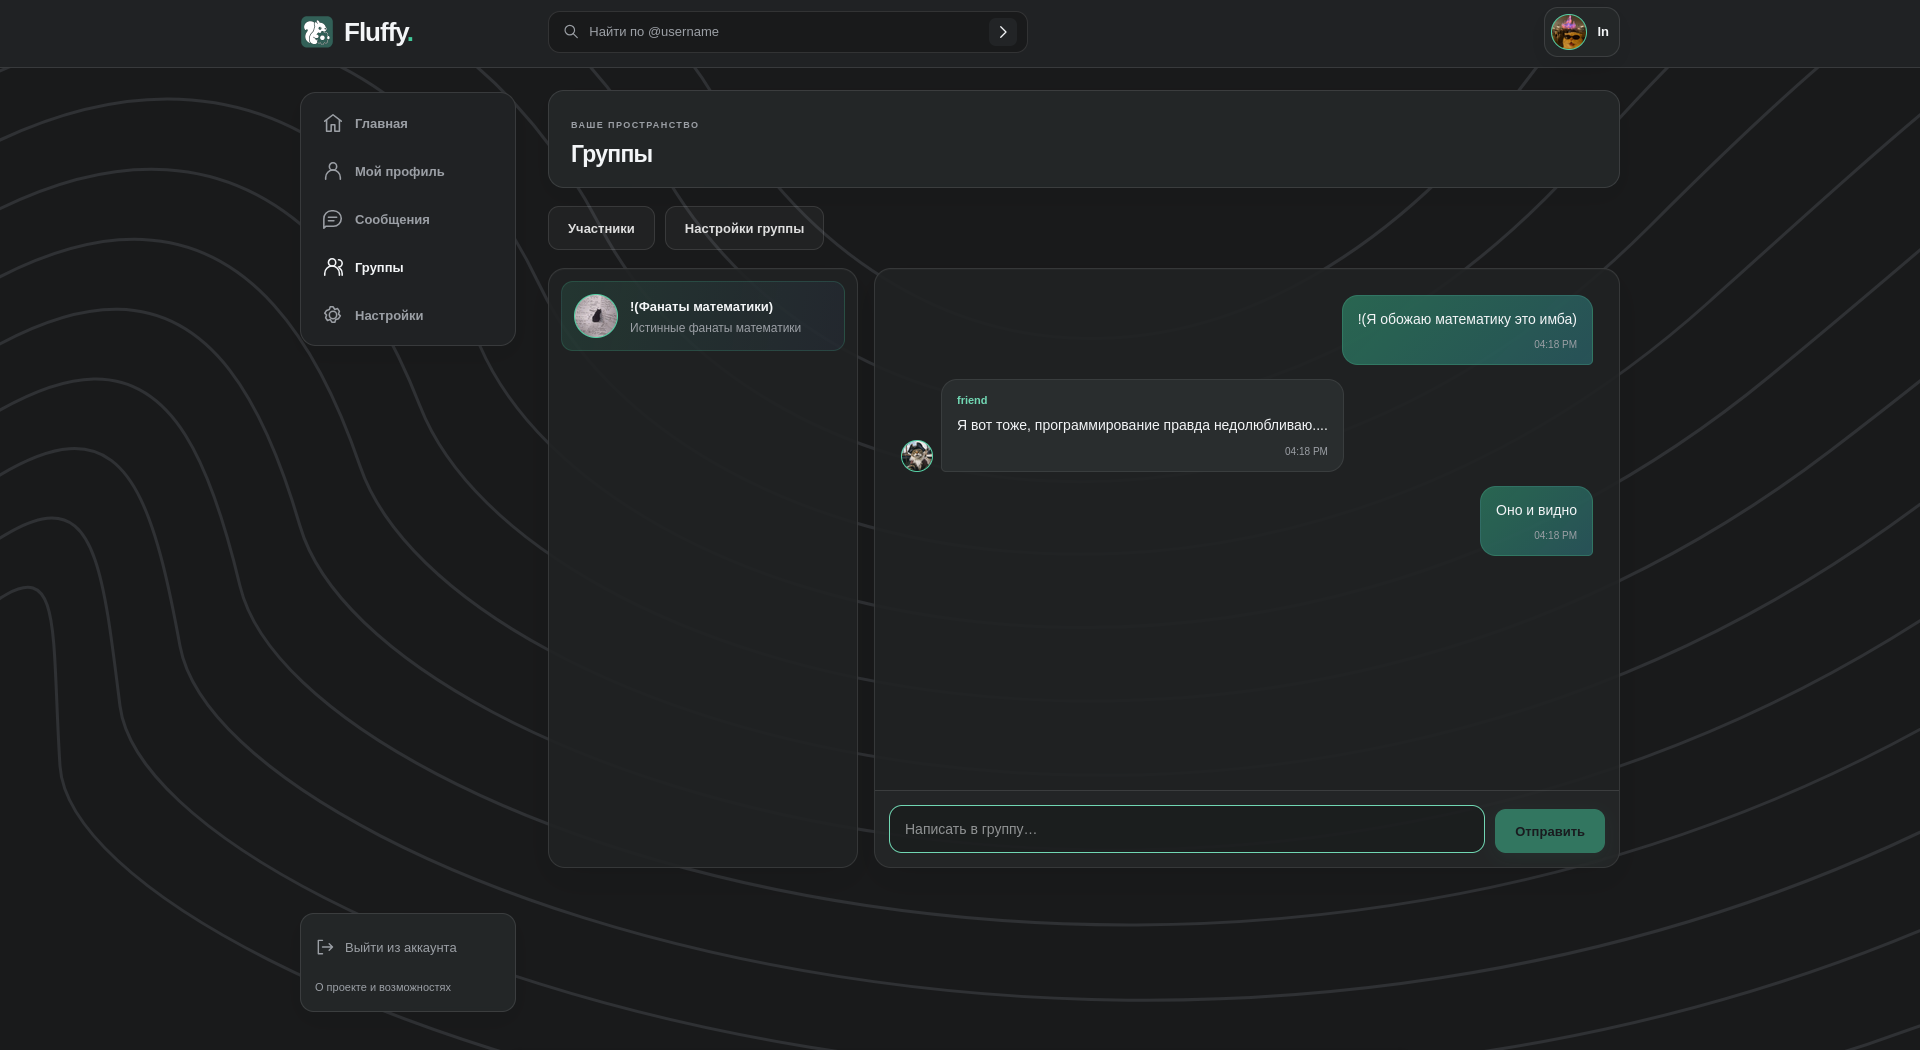 Fluffy.
Найти по @username
In
Главная
Мой профиль
Сообщения
Группы
Настройки
ВАШЕ ПРОСТРАНСТВО
Группы
Участники
Настройки группы
!(Фанаты математики)
Истинные фанаты математики
!(Я обожаю математику это имба)
04:18 PM
friend
Я вот тоже, программирование правда недолюбливаю....
04:18 PM
Оно и видно
04:18 PM
Написать в группу…
Отправить
Выйти из аккаунта
О проекте и возможностях